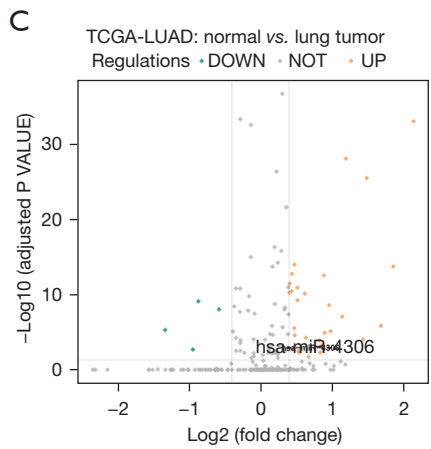 C
TCGA-LUAD: normal vs. lung tumor
Regulations DOWN NOT UP
–Log10 (adjusted P VALUE)
30
20
10
0
hsa-miR-4306
–2 –1 0 1 2
Log2 (fold change)